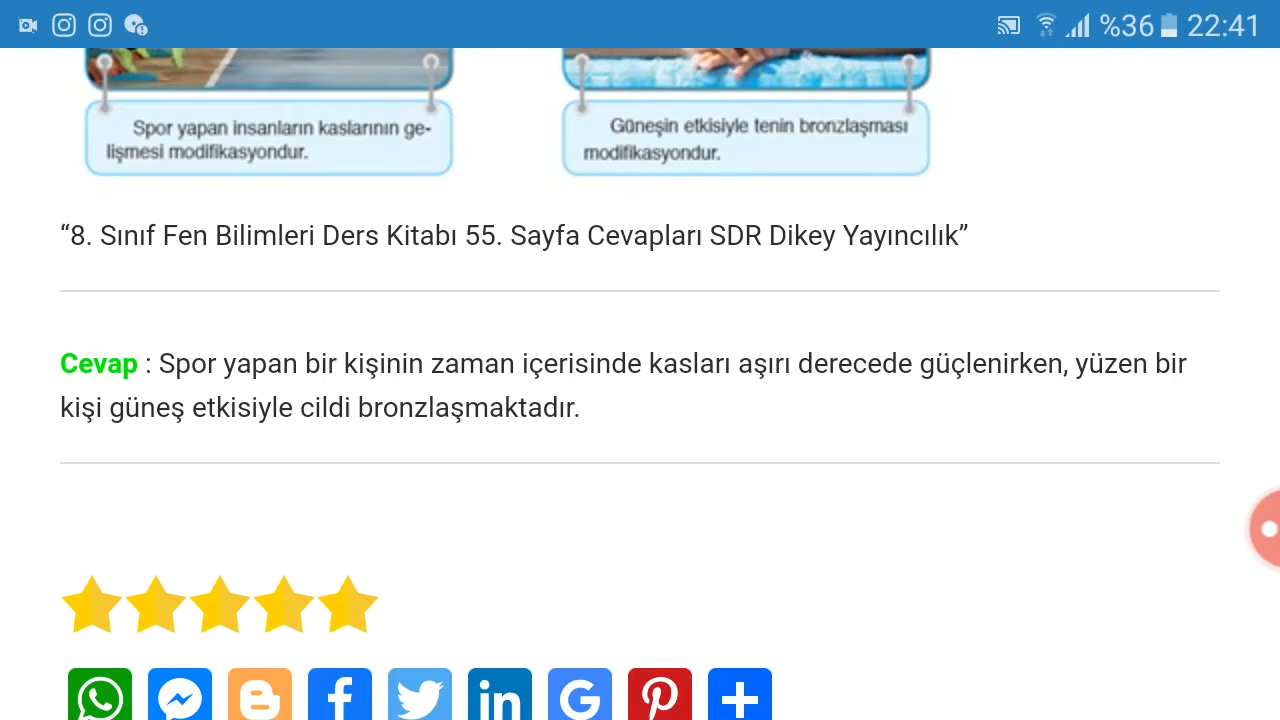 %36 22:41
Spor yapan insanların kaslarının ge-
lişmesi modifikasyondur.
Güneşin etkisiyle tenin bronzlaşması
modifikasyondur.
“8. Sınıf Fen Bilimleri Ders Kitabı 55. Sayfa Cevapları SDR Dikey Yayıncılık”
Cevap : Spor yapan bir kişinin zaman içerisinde kasları aşırı derecede güçlenirken, yüzen bir
kişi güneş etkisiyle cildi bronzlaşmaktadır.